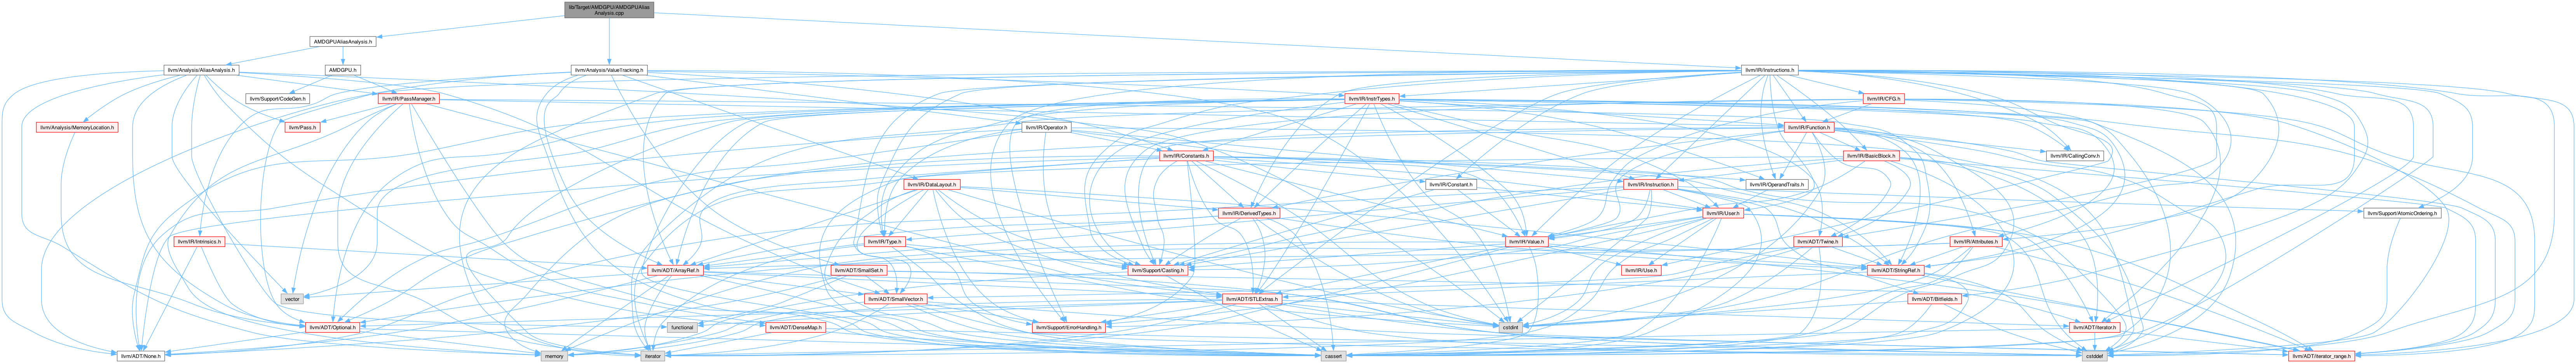 lib/Target/AMDGPU/AMDGPUAlias
Analysis.cpp
AMDGPUAliasAnalysis.h
llvm/Analysis/AliasAnalysis.h
AMDGPU.h
llvm/Analysis/ValueTracking.h
llvm/IR/Instructions.h
llvm/Support/CodeGen.h
llvm/IR/PassManager.h
llvm/IR/InstrTypes.h
llvm/IR/CFG.h
llvm/Analysis/MemoryLocation.h
llvm/Pass.h
llvm/IR/Operator.h
llvm/IR/Function.h
llvm/IR/Constants.h
llvm/IR/BasicBlock.h
llvm/IR/CallingConv.h
llvm/IR/DataLayout.h
llvm/IR/Constant.h
llvm/IR/Instruction.h
llvm/IR/OperandTraits.h
llvm/IR/DerivedTypes.h
llvm/IR/User.h
llvm/Support/AtomicOrdering.h
llvm/IR/Intrinsics.h
llvm/IR/Type.h
llvm/IR/Value.h
llvm/ADT/Twine.h
llvm/IR/Attributes.h
llvm/ADT/ArrayRef.h
llvm/ADT/SmallSet.h
llvm/Support/Casting.h
llvm/IR/Use.h
llvm/ADT/StringRef.h
vector
llvm/ADT/SmallVector.h
llvm/ADT/STLExtras.h
llvm/ADT/Bitfields.h
llvm/ADT/Optional.h
functional
llvm/ADT/DenseMap.h
llvm/Support/ErrorHandling.h
cstdint
llvm/ADT/iterator.h
llvm/ADT/None.h
memory
iterator
cassert
cstddef
llvm/ADT/iterator_range.h